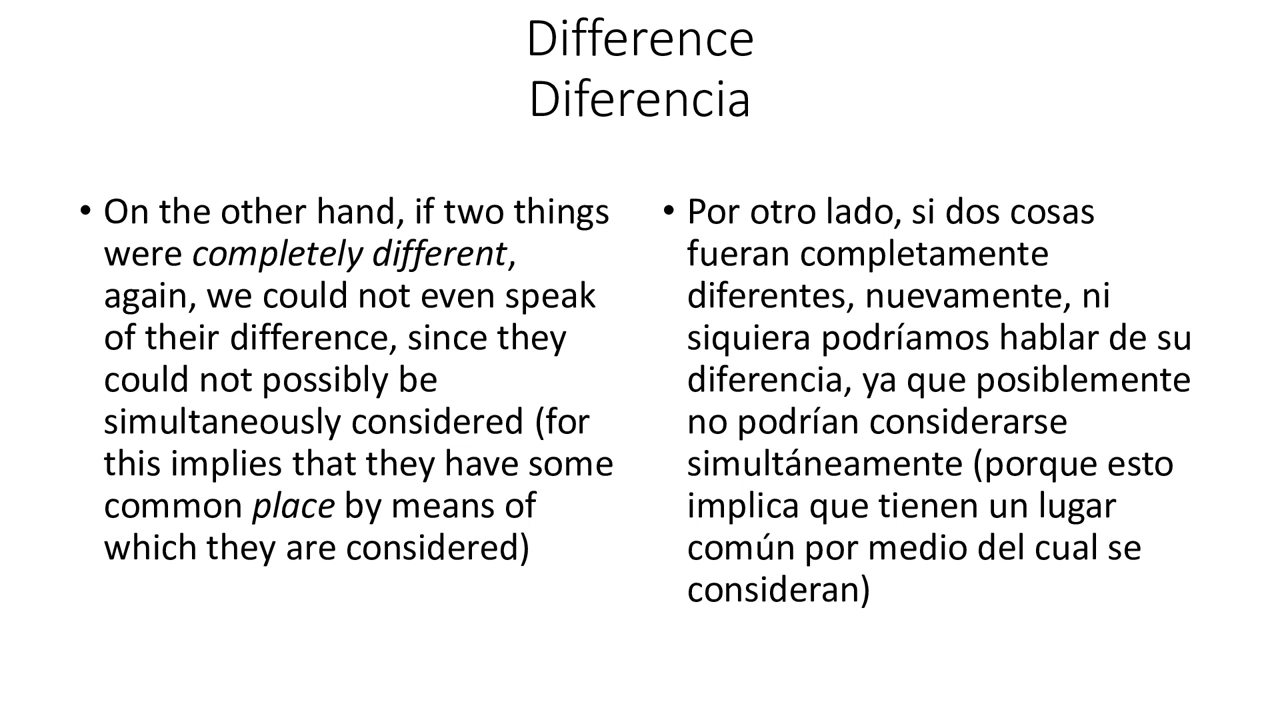 Difference
Diferencia
• On the other hand, if two things
were completely different,
again, we could not even speak
of their difference, since they
could not possibly be
simultaneously considered (for
this implies that they have some
common place by means of
which they are considered)
• Por otro lado, si dos cosas
fueran completamente
diferentes, nuevamente, ni
siquiera podríamos hablar de su
diferencia, ya que posiblemente
no podrían considerarse
simultáneamente (porque esto
implica que tienen un lugar
común por medio del cual se
consideran)